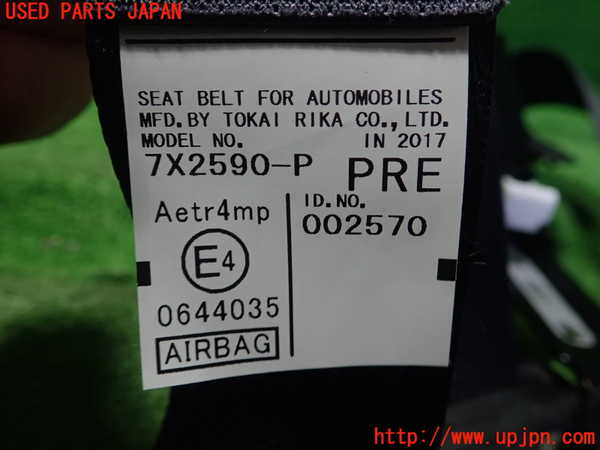 USED PARTS JAPAN
SEAT BELT FOR AUTOMOBILES
MFD.BY TOKAI RIKA CO.,LTD.
MODEL NO. IN 2017
7X2590-P PRE
Aetr4mp
ID.NO.
002570
E4
0644035
AIRBAG
http://www.upjpn.com